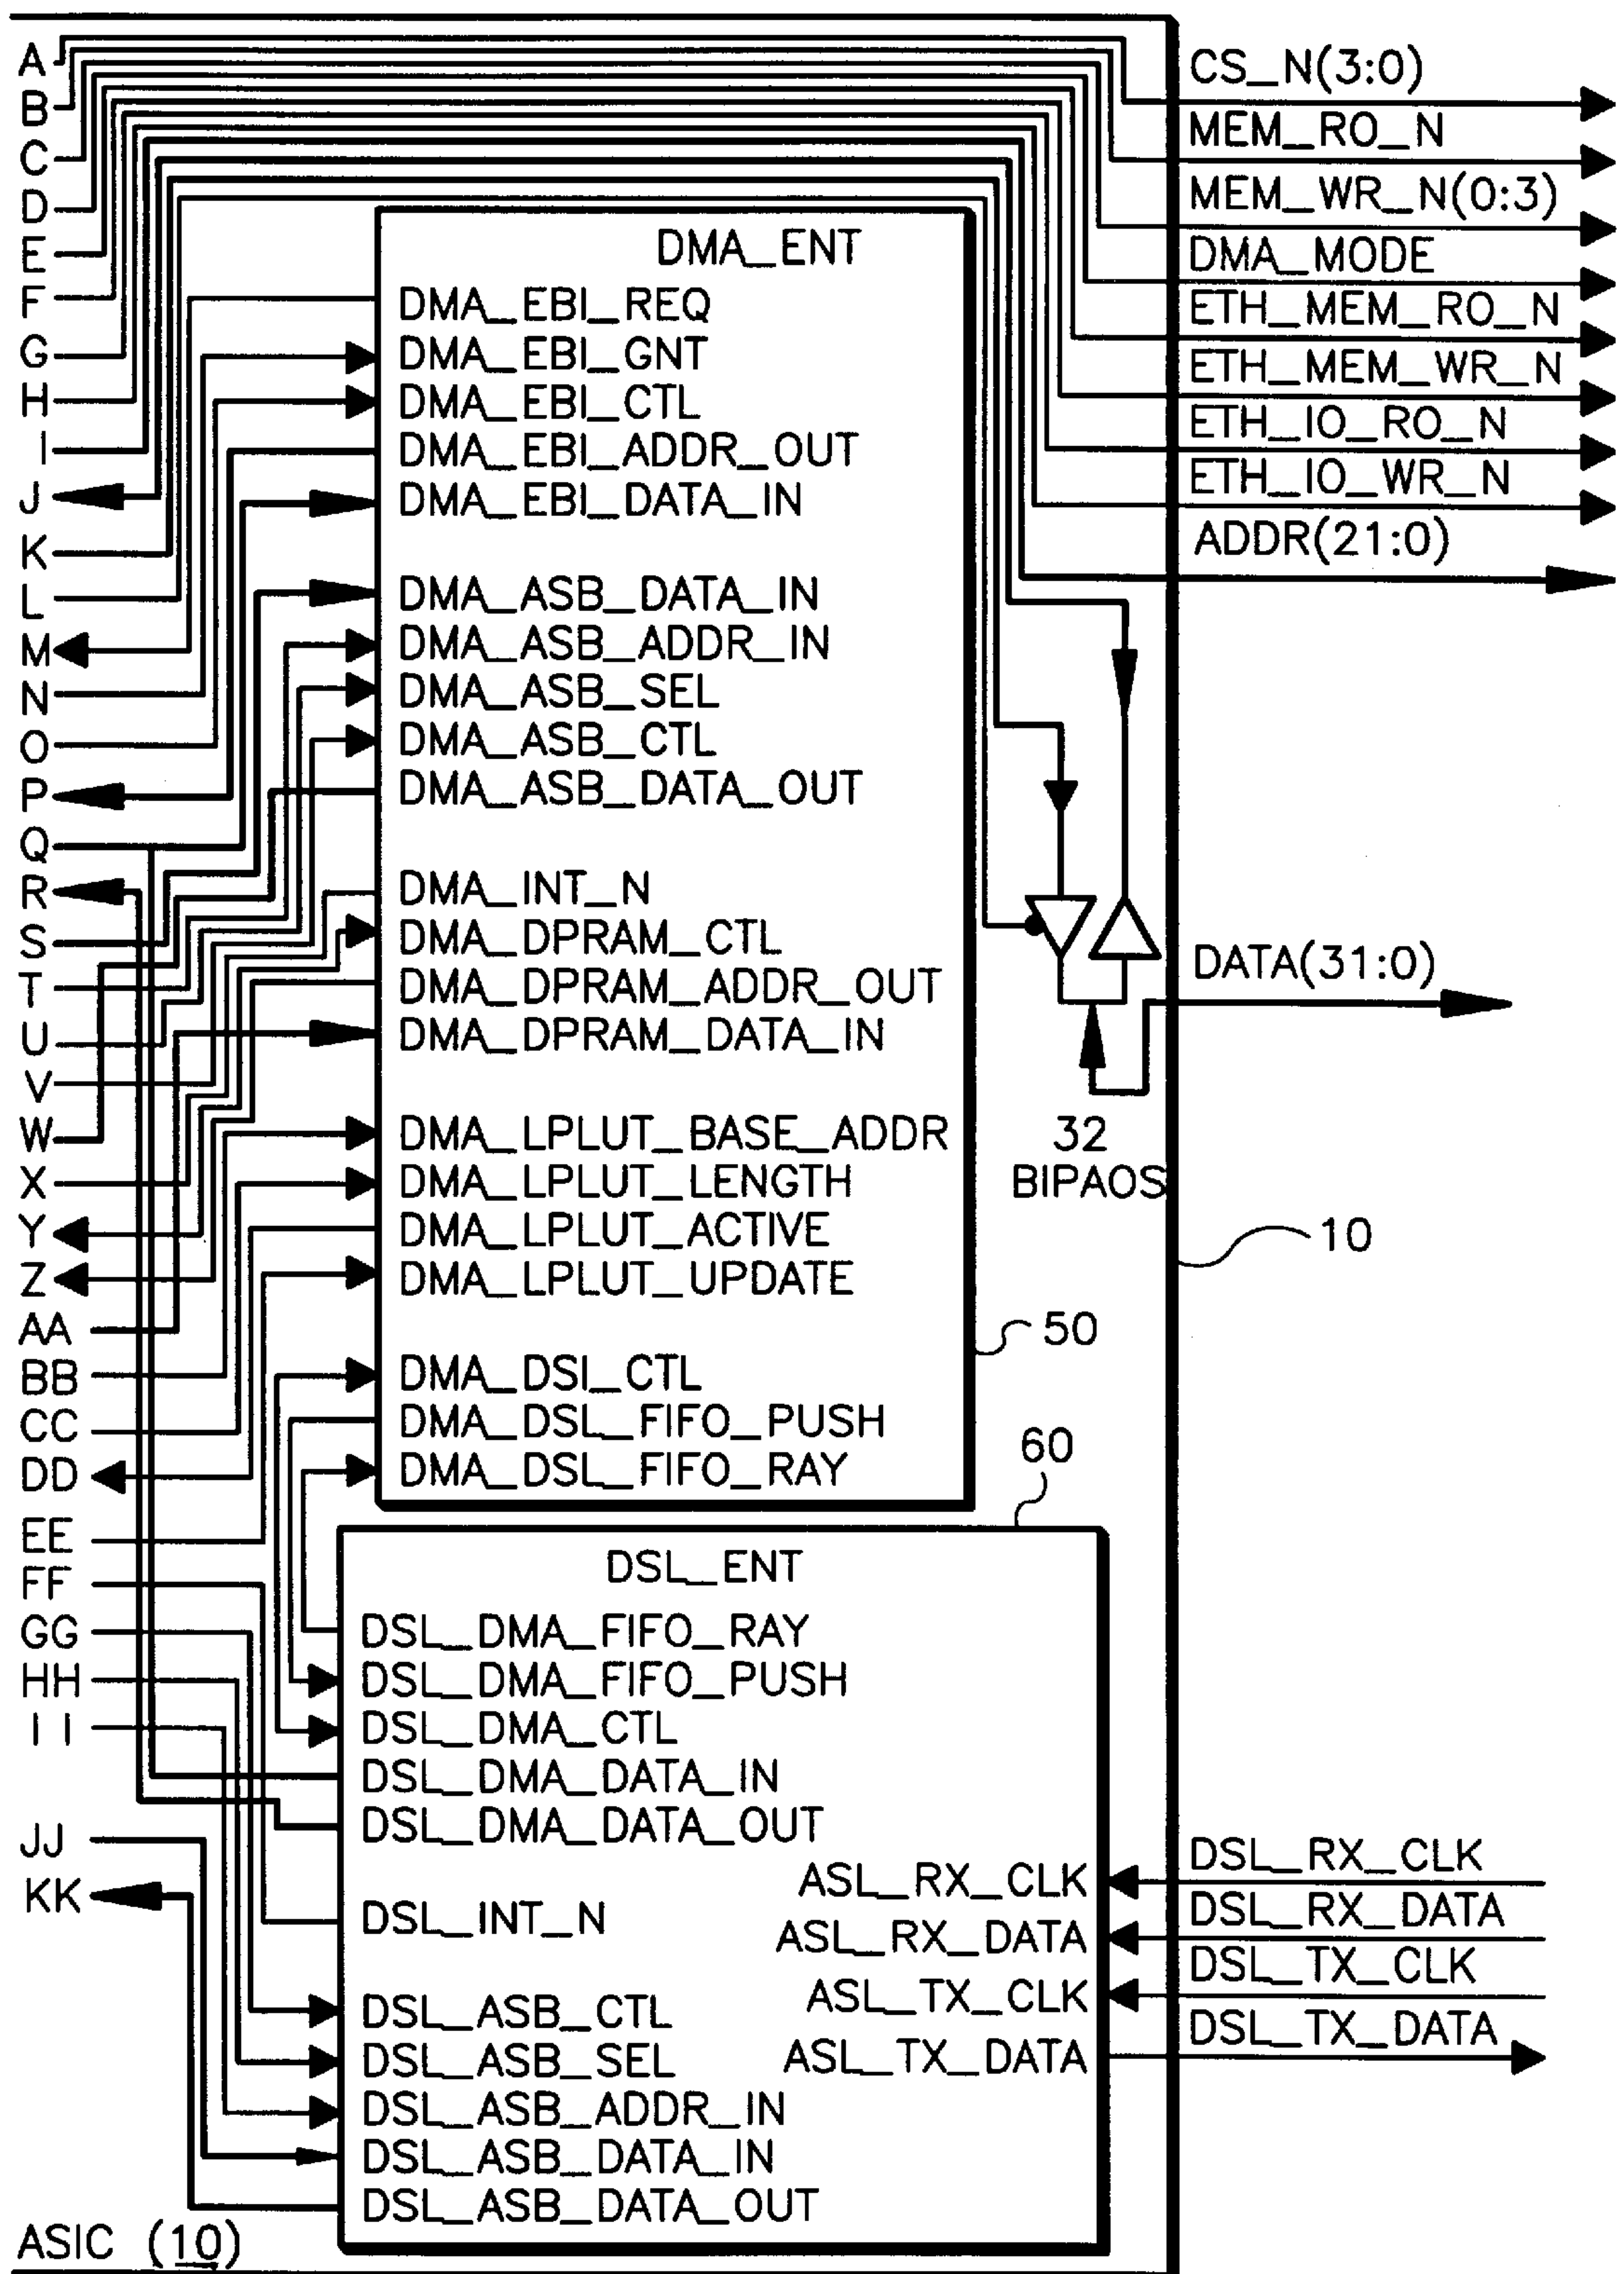 A
B
C
D
E
F
G
H
I
J
K
L
M
N
O
P
Q
R
S
T
U
V
W
X
Y
Z
AA
BB
CC
DD
EE
FF
GG
HH
II
JJ
KK
DMA_ENT
DMA_EBI_REQ
DMA_EBI_GNT
DMA_EBI_CTL
DMA_EBI_ADDR_OUT
DMA_EBI_DATA_IN
DMA_ASB_DATA_IN
DMA_ASB_ADDR_IN
DMA_ASB_SEL
DMA_ASB_CTL
DMA_ASB_DATA_OUT
DMA_INT_N
DMA_DPRAM_CTL
DMA_DPRAM_ADDR_OUT
DMA_DPRAM_DATA_IN
DMA_LPLUT_BASE_ADDR
DMA_LPLUT_LENGTH
DMA_LPLUT_ACTIVE
DMA_LPLUT_UPDATE
DMA_DSI_CTL
DMA_DSL_FIFO_PUSH
DMA_DSL_FIFO_RAY
50
32
BIPAOS
10
CS_N(3:0)
MEM_RO_N
MEM_WR_N(0:3)
DMA_MODE
ETH_MEM_RO_N
ETH_MEM_WR_N
ETH_IO_RO_N
ETH_IO_WR_N
ADDR(21:0)
DATA(31:0)
60
DSL_ENT
DSL_DMA_FIFO_RAY
DSL_DMA_FIFO_PUSH
DSL_DMA_CTL
DSL_DMA_DATA_IN
DSL_DMA_DATA_OUT
DSL_INT_N
DSL_ASB_CTL
DSL_ASB_SEL
DSL_ASB_ADDR_IN
DSL_ASB_DATA_IN
DSL_ASB_DATA_OUT
ASL_RX_CLK
ASL_RX_DATA
ASL_TX_CLK
ASL_TX_DATA
DSL_RX_CLK
DSL_RX_DATA
DSL_TX_CLK
DSL_TX_DATA
ASIC (10)